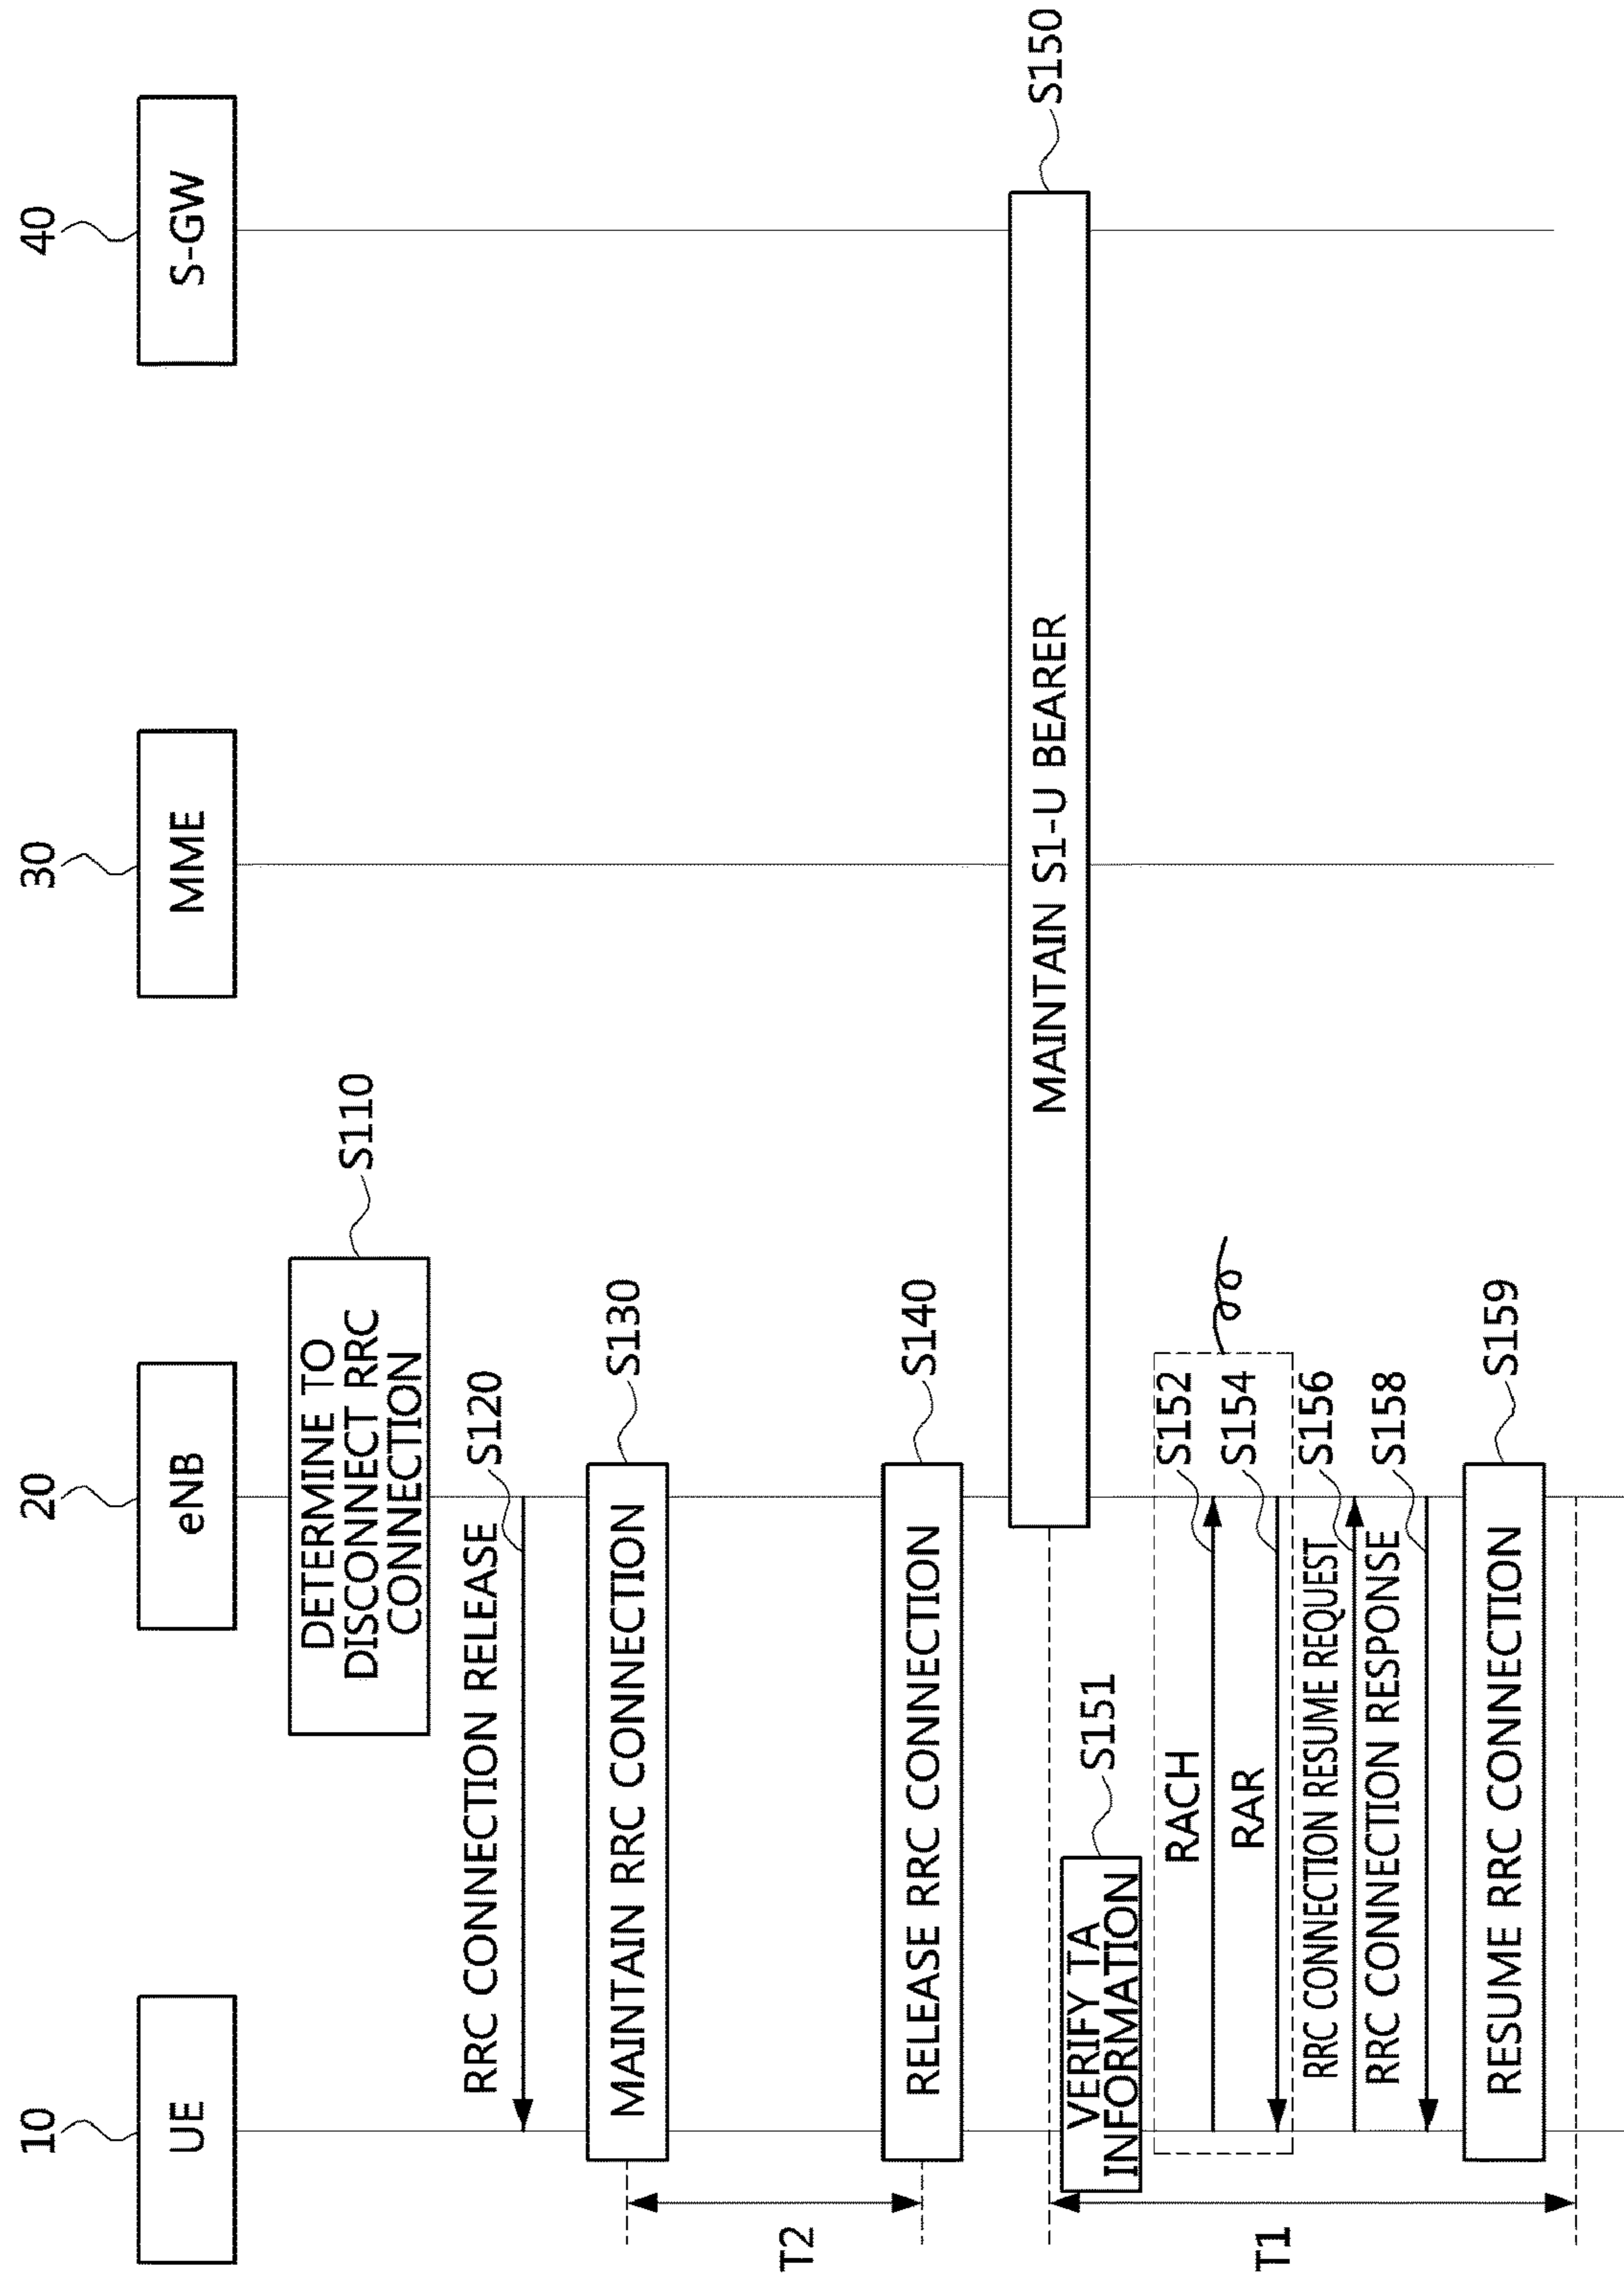 10
20
30
40
UE
eNB
MME
S-GW
DETERMINE TO
DISCONNECT RRC
CONNECTION
S110
RRC CONNECTION RELEASE
S120
MAINTAIN RRC CONNECTION
S130
T2
RELEASE RRC CONNECTION
S140
MAINTAIN S1-U BEARER
S150
VERIFY TA
INFORMATION
S151
RACH
S152
RAR
S154
T1
RRC CONNECTION RESUME REQUEST
S156
RRC CONNECTION RESPONSE
S158
RESUME RRC CONNECTION
S159